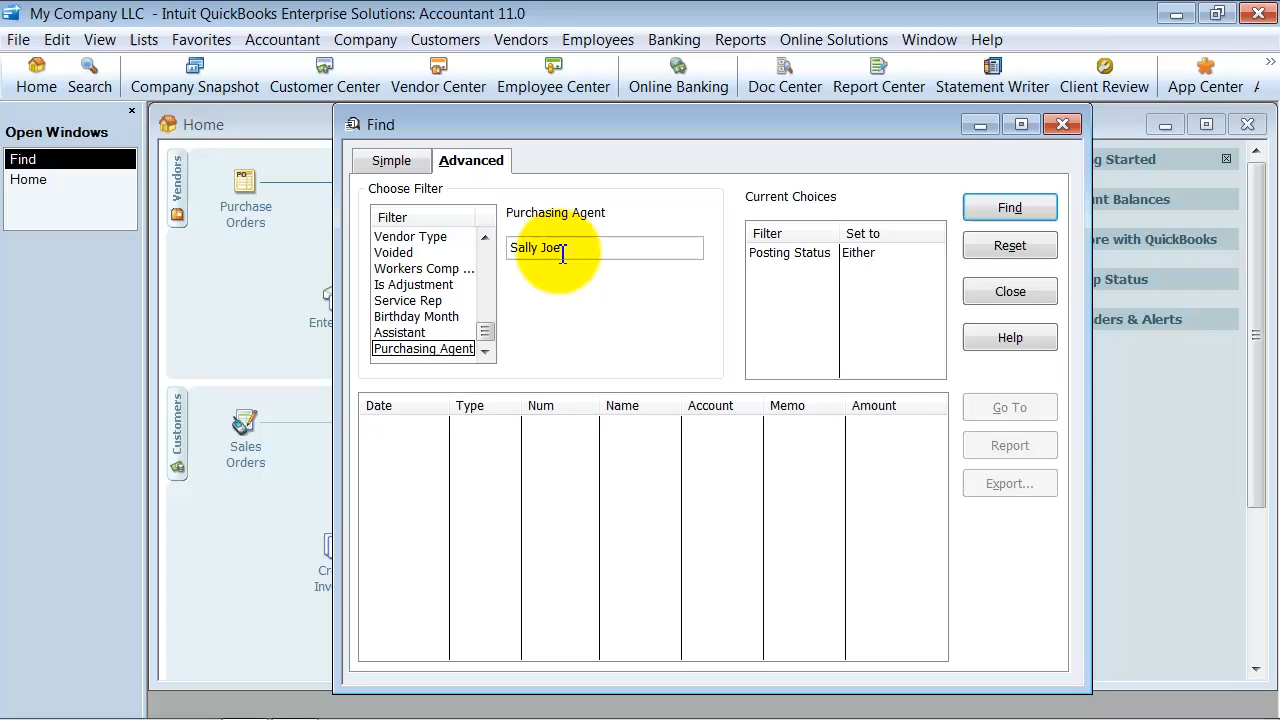 My Company LLC - Intuit QuickBooks Enterprise Solutions: Accountant 11.0
File Edit View Lists Favorites Accountant Company Customers Vendors Employees Banking Reports Online Solutions Window Help
Home Search Company Snapshot Customer Center Vendor Center Employee Center Online Banking Doc Center Report Center Statement Writer Client Review App Center
Open Windows
Find
Home
Home
Vendors
Purchase
Orders
Customers
Sales
Orders
Find
Simple Advanced
Choose Filter
Filter
Vendor Type
Voided
Workers Comp ...
Is Adjustment
Service Rep
Birthday Month
Assistant
Purchasing Agent
Purchasing Agent
Sally Joe
Current Choices
Filter Set to
Posting Status Either
Find
Reset
Close
Help
Date Type Num Name Account Memo Amount
Go To
Report
Export...
ng Started
unt Balances
ore with QuickBooks
p Status
ders & Alerts